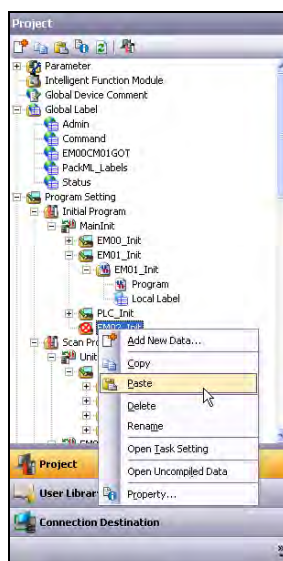 Project
Parameter
Intelligent Function Module
Global Device Comment
Global Label
Admin
Command
EM00CM01GOT
PackML_Labels
Status
Program Setting
Initial Program
MainInit
EM00_Init
EM01_Init
EM01_Init
Program
Local Label
PLC_Init
EM02_Init
Scan Pro
Unit
Add New Data...
Copy
Paste
Delete
Rename
Open Task Setting
Open Uncompiled Data
Property...
Project
User Librar
Connection Destination